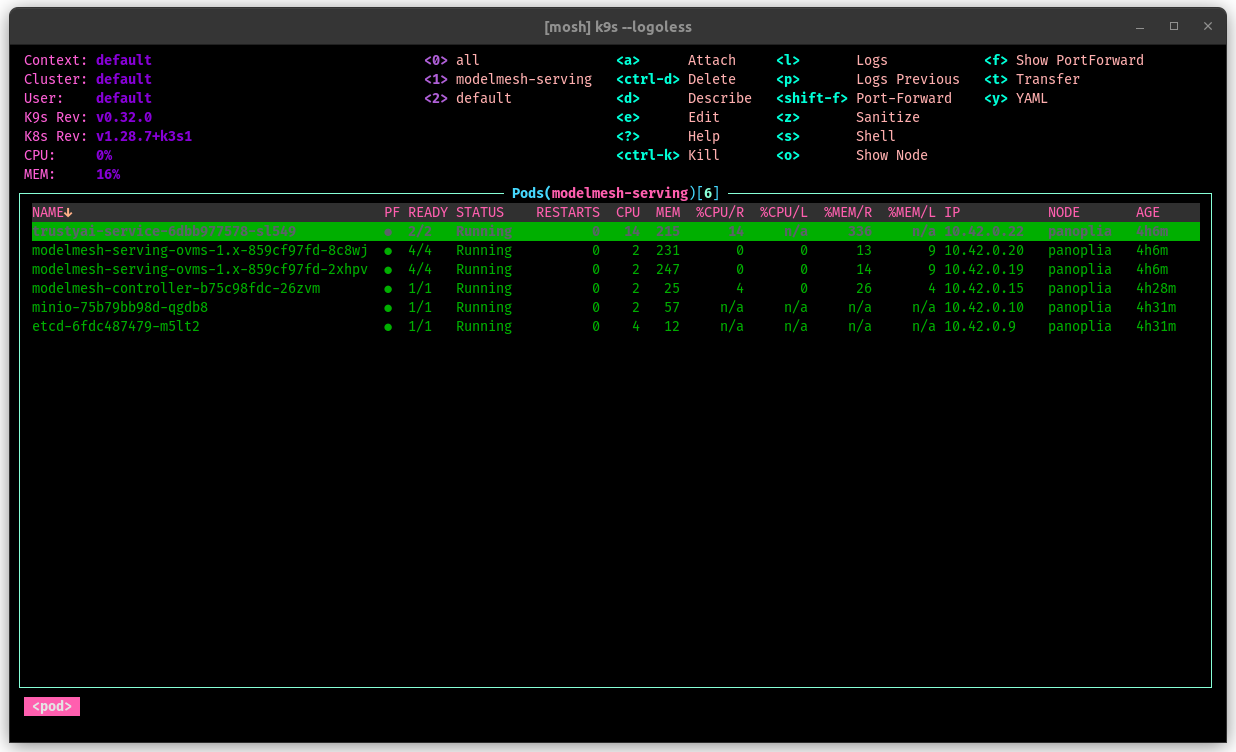 [mosh] k9s --logoless
Context: default <0> all <a> Attach <l> Logs <f> Show PortForward
Cluster: default <1> modelmesh-serving <ctrl-d> Delete <p> Logs Previous <t> Transfer
User: default <2> default <d> Describe <shift-f> Port-Forward <y> YAML
K9s Rev: v0.32.0 <e> Edit <z> Sanitize
K8s Rev: v1.28.7+k3s1 <?> Help <s> Shell
CPU: 0% <ctrl-k> Kill <o> Show Node
MEM: 16%
Pods(modelmesh-serving)[6]
NAME↓ PF READY STATUS RESTARTS CPU MEM %CPU/R %CPU/L %MEM/R %MEM/L IP NODE AGE
● 2/2 Running 0 n/a n/a panoplia
modelmesh-serving-ovms-1.x-859cf97fd-8c8wj ● 4/4 Running 0 2 231 0 0 13 9 10.42.0.20 panoplia 4h6m
modelmesh-serving-ovms-1.x-859cf97fd-2xhpv ● 4/4 Running 0 2 247 0 0 14 9 10.42.0.19 panoplia 4h6m
modelmesh-controller-b75c98fdc-26zvm ● 1/1 Running 0 2 25 4 0 26 4 10.42.0.15 panoplia 4h28m
minio-75b79bb98d-qgdb8 ● 1/1 Running 0 2 57 n/a n/a n/a n/a 10.42.0.10 panoplia 4h31m
etcd-6fdc487479-m5lt2 ● 1/1 Running 0 4 12 n/a n/a n/a n/a 10.42.0.9 panoplia 4h31m
<pod>